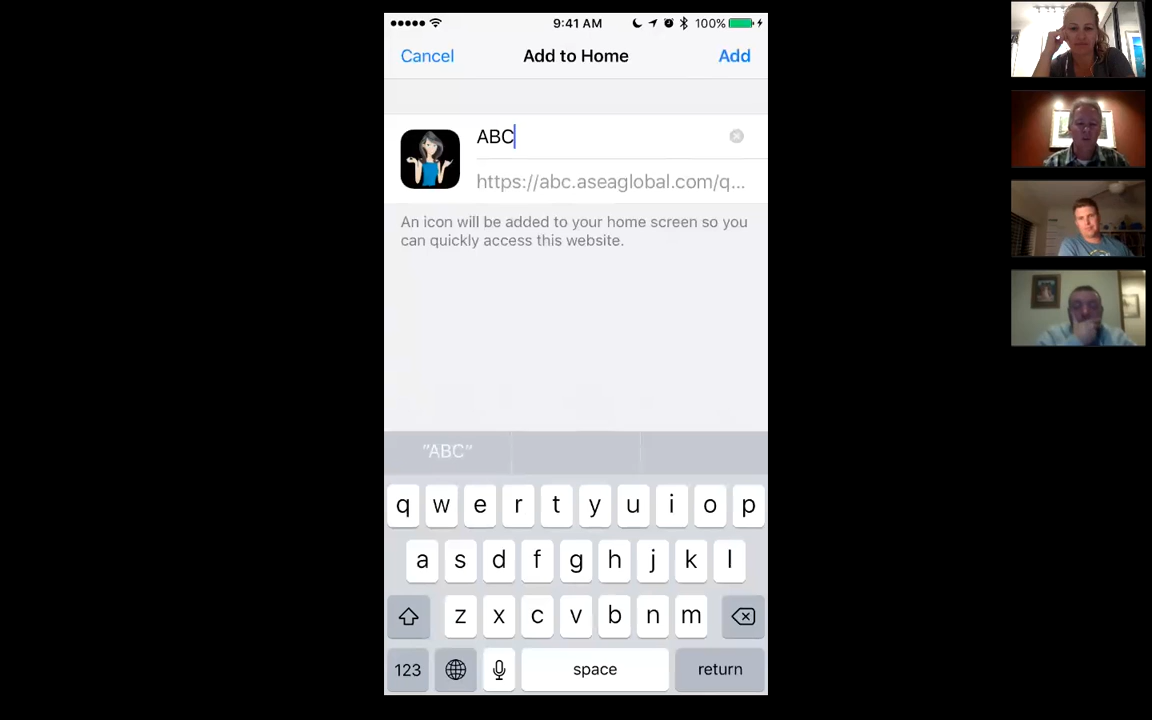 9:41 AM 100%
Cancel Add to Home Add
ABC
https://abc.aseaglobal.com/q...
An icon will be added to your home screen so you
can quickly access this website.
"ABC"
q w e r t y u i o p
a s d f g h j k l
z x c v b n m
123 space return